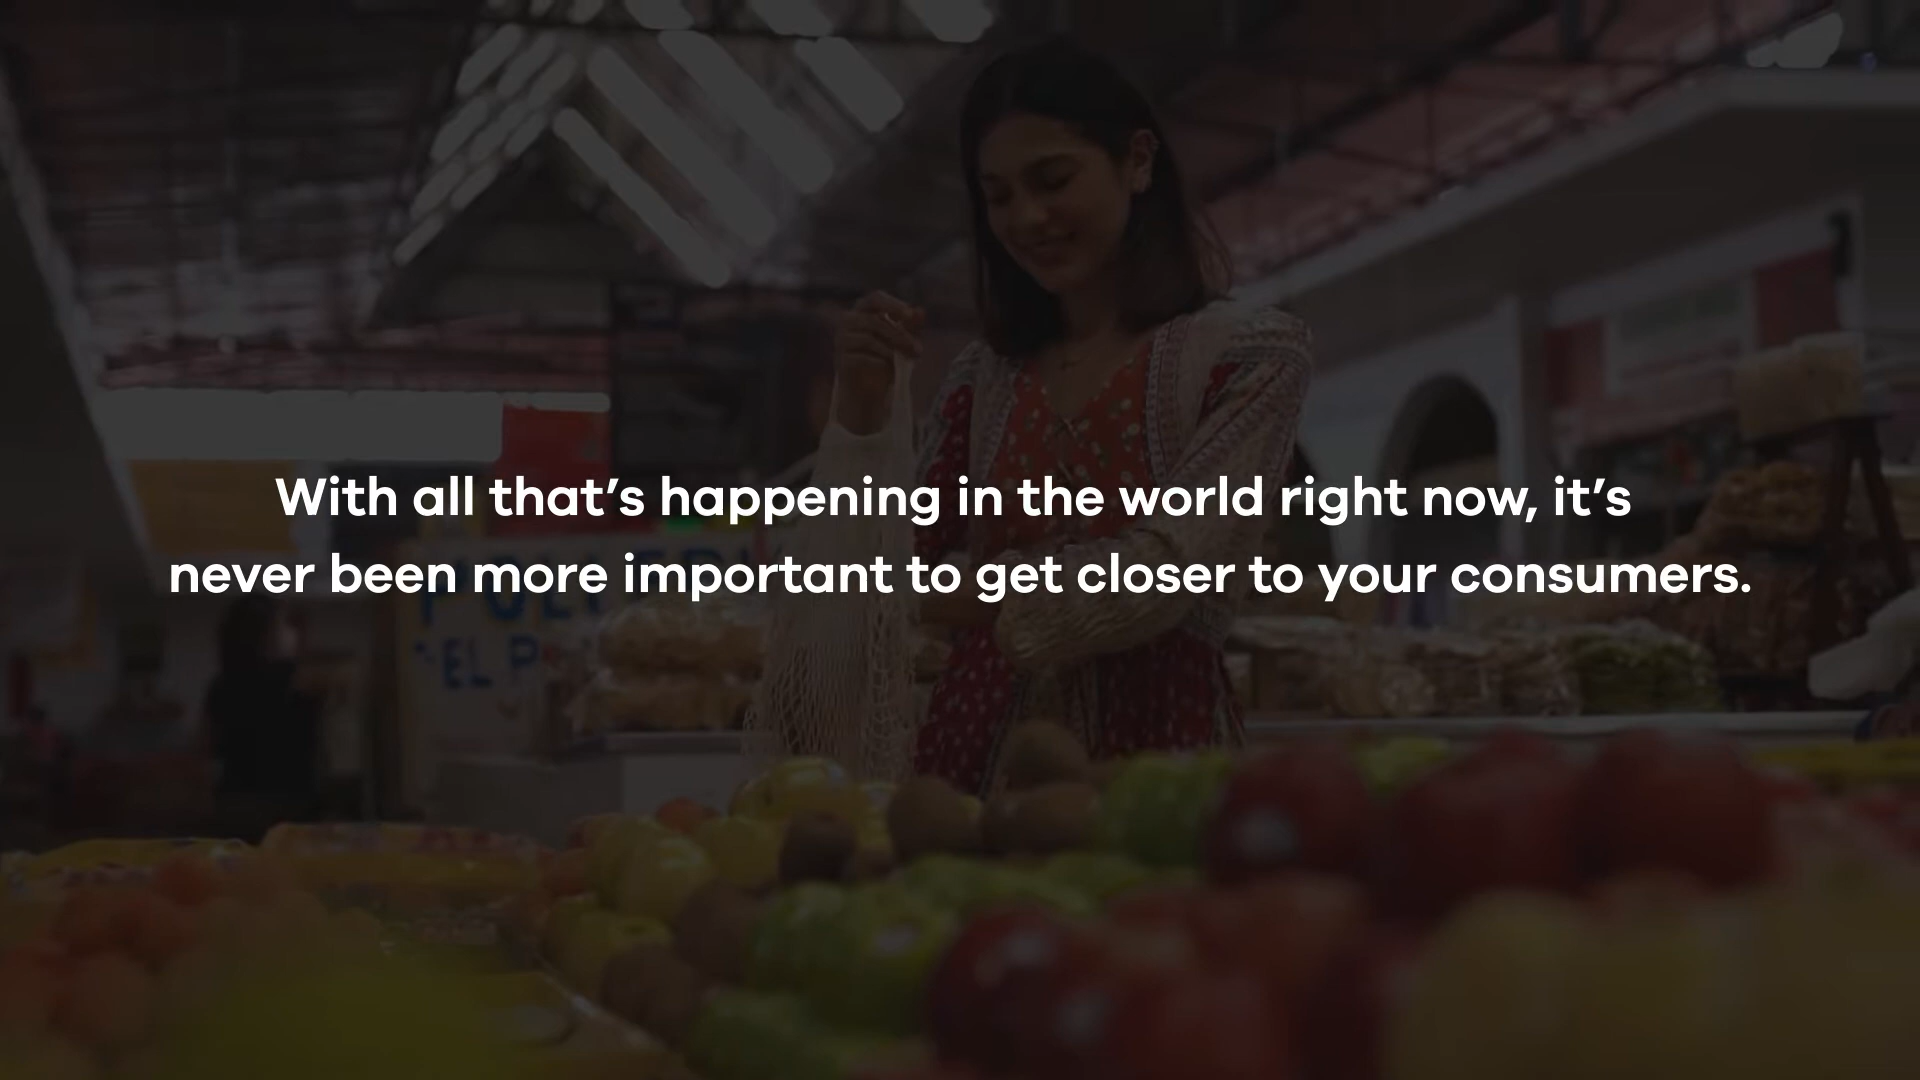 With all that’s happening in the world right now, it’s
never been more important to get closer to your consumers.
EL P